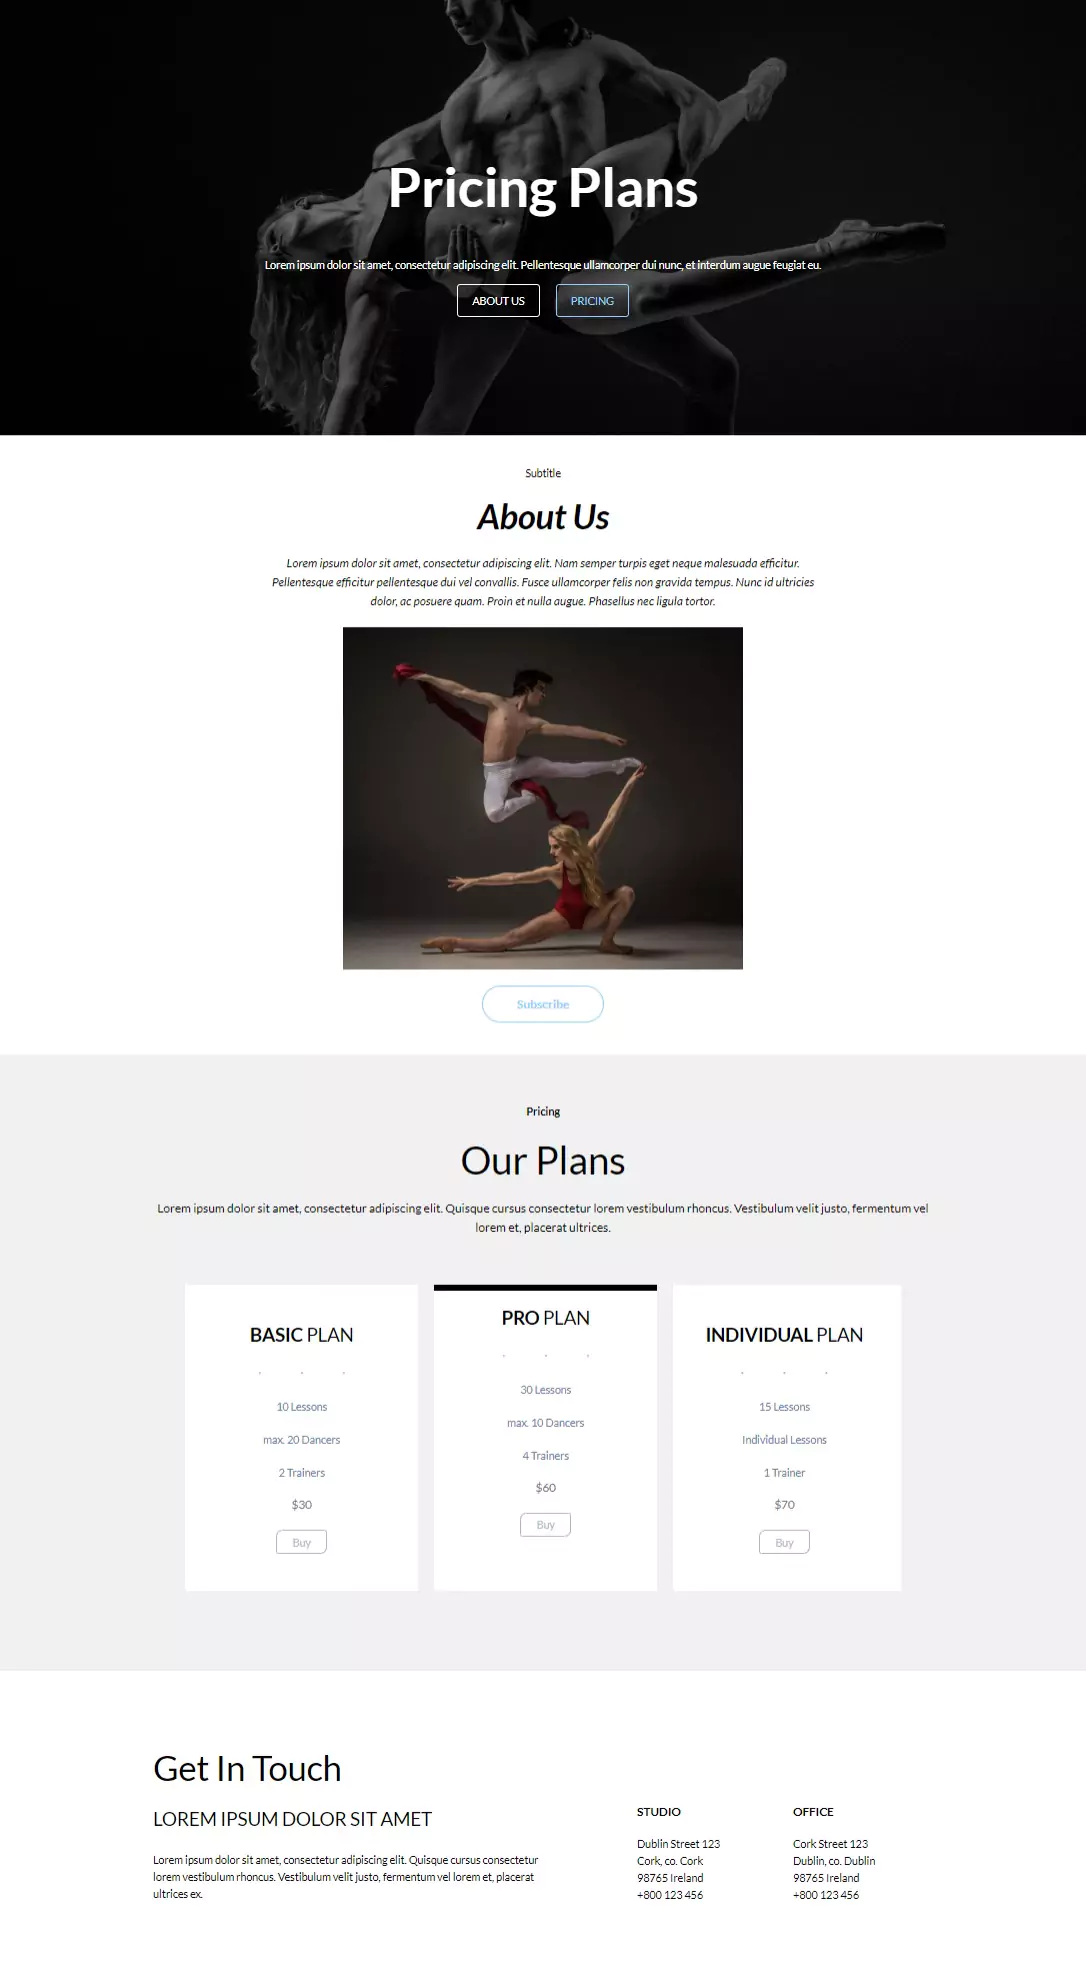 Pricing Plans
Lorem ipsum dolor sit amet, consectetur adipiscing elit. Pellentesque ullamcorper dui nunc, et interdum augue feugiat eu.
ABOUT US
PRICING
Subtitle
About Us
Lorem ipsum dolor sit amet, consectetur adipiscing elit. Nam semper turpis eget neque malesuada efficitur.
Pellentesque efficitur pellentesque dui vel convallis. Fusce ullamcorper felis non gravida tempus. Nunc id ultricies
dolor, ac posuere quam. Proin et nulla augue. Phasellus nec ligula tortor.
Subscribe
Pricing
Our Plans
Lorem ipsum dolor sit amet, consectetur adipiscing elit. Quisque cursus consectetur lorem vestibulum rhoncus. Vestibulum velit justo, fermentum vel
lorem et, placerat ultrices.
BASIC PLAN
10 Lessons
max. 20 Dancers
2 Trainers
$30
Buy
PRO PLAN
30 Lessons
max. 10 Dancers
4 Trainers
$60
Buy
INDIVIDUAL PLAN
15 Lessons
Individual Lessons
1 Trainer
$70
Buy
Get In Touch
LOREM IPSUM DOLOR SIT AMET
Lorem ipsum dolor sit amet, consectetur adipiscing elit. Quisque cursus consectetur
lorem vestibulum rhoncus. Vestibulum velit justo, fermentum vel lorem et, placerat
ultrices ex.
STUDIO
Dublin Street 123
Cork, co. Cork
98765 Ireland
+800 123 456
OFFICE
Cork Street 123
Dublin, co. Dublin
98765 Ireland
+800 123 456